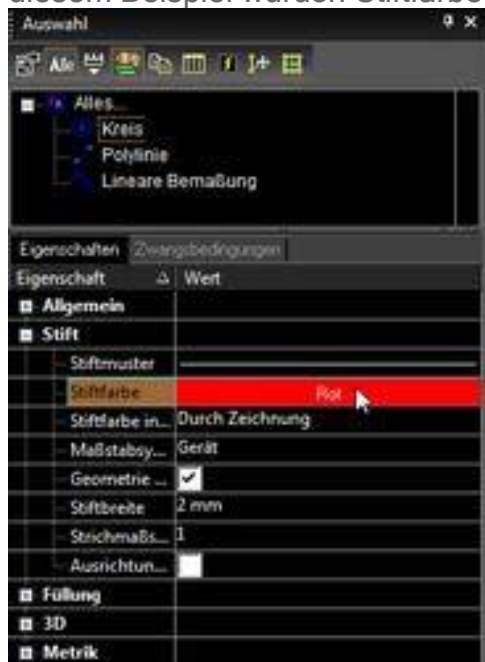 diesem Beispiel wurden Stiftfarbe
Auswahl
Alle
Alles...
Kreis
Polylinie
Lineare Bemaßung
Eigenschaften Zwangsbedingungen
Eigenschaft Wert
Allgemein
Stift
Stiftmuster
Stiftfarbe Rot
Stiftfarbe in... Durch Zeichnung
Maßstabsy... Gerät
Geometrie ...
Stiftbreite 2 mm
Strichmaßs... 1
Ausrichtun...
Füllung
3D
Metrik